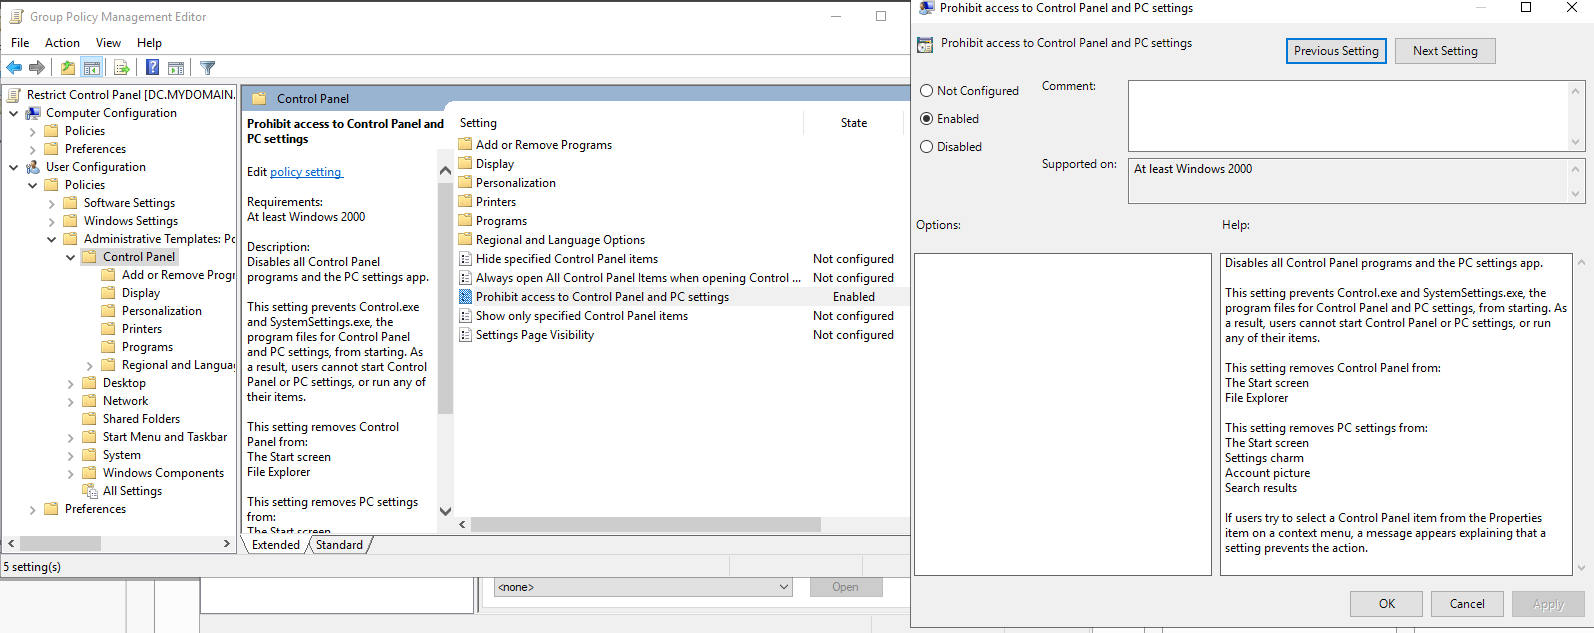 Group Policy Management Editor
File Action View Help
Restrict Control Panel [DC.MYDOMAIN.
Computer Configuration
Policies
Preferences
User Configuration
Policies
Software Settings
Windows Settings
Administrative Templates: Po
Control Panel
Add or Remove Progr
Display
Personalization
Printers
Programs
Regional and Langua
Desktop
Network
Shared Folders
Start Menu and Taskbar
System
Windows Components
All Settings
Preferences
Control Panel
Prohibit access to Control Panel and
PC settings
Edit policy setting
Requirements:
At least Windows 2000
Description:
Disables all Control Panel
programs and the PC settings app.
This setting prevents Control.exe
and SystemSettings.exe, the
program files for Control Panel
and PC settings, from starting. As
a result, users cannot start Control
Panel or PC settings, or run any of
their items.
This setting removes Control
Panel from:
The Start screen
File Explorer
This setting removes PC settings
from:
The Start screen
Setting State
Add or Remove Programs
Display
Personalization
Printers
Programs
Regional and Language Options
Hide specified Control Panel items Not configured
Always open All Control Panel Items when opening Control ... Not configured
Prohibit access to Control Panel and PC settings Enabled
Show only specified Control Panel items Not configured
Settings Page Visibility Not configured
Extended Standard
5 setting(s)
<none> Open
Prohibit access to Control Panel and PC settings
Prohibit access to Control Panel and PC settings
Previous Setting Next Setting
Not Configured
Enabled
Disabled
Comment:
Supported on:
At least Windows 2000
Options:
Help:
Disables all Control Panel programs and the PC settings app.
This setting prevents Control.exe and SystemSettings.exe, the
program files for Control Panel and PC settings, from starting. As
a result, users cannot start Control Panel or PC settings, or run
any of their items.
This setting removes Control Panel from:
The Start screen
File Explorer
This setting removes PC settings from:
The Start screen
Settings charm
Account picture
Search results
If users try to select a Control Panel item from the Properties
item on a context menu, a message appears explaining that a
setting prevents the action.
OK Cancel Apply